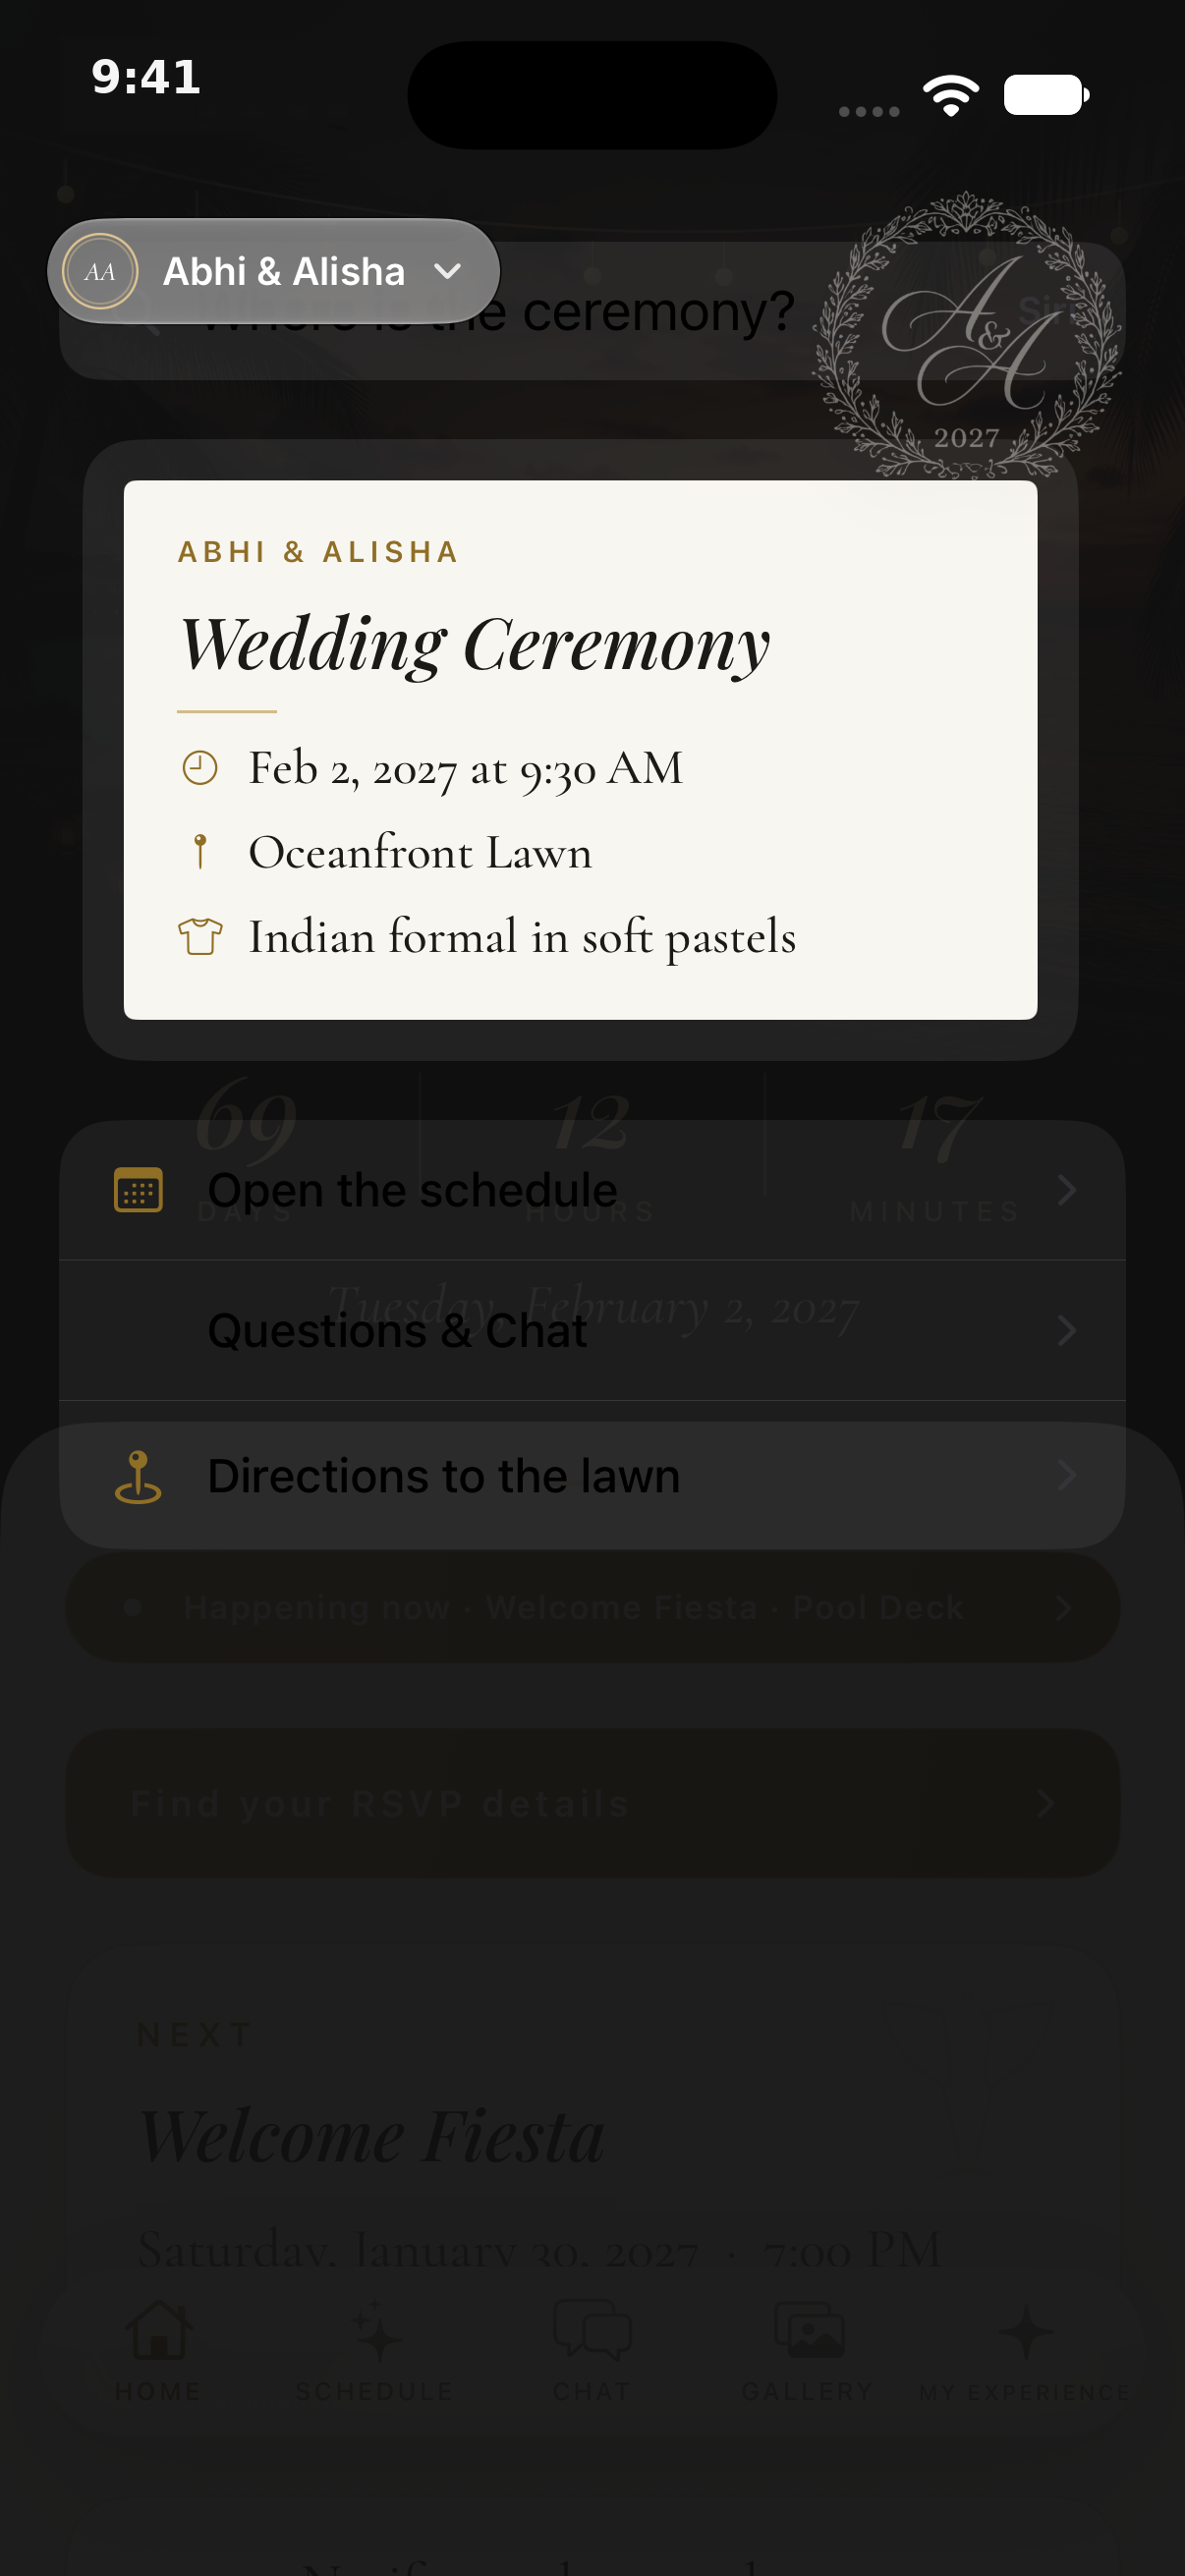 9:41
AA Abhi & Alisha
Where is the ceremony?
Siri
A&A
2027
ABHI & ALISHA
Wedding Ceremony
Feb 2, 2027 at 9:30 AM
Oceanfront Lawn
Indian formal in soft pastels
69 12 17
DAYS HOURS MINUTES
Open the schedule
Tuesday, February 2, 2027
Questions & Chat
Directions to the lawn
Happening now · Welcome Fiesta · Pool Deck
Find your RSVP details
NEXT
Welcome Fiesta
Saturday, January 30, 2027 · 7:00 PM
HOME SCHEDULE CHAT GALLERY MY EXPERIENCE